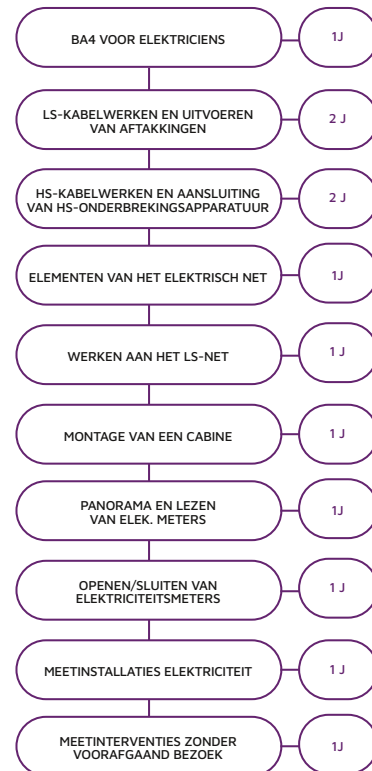 BA4 VOOR ELEKTRICIENS
1J
LS-KABELWERKEN EN UITVOEREN
VAN AFTAKKINGEN
2 J
HS-KABELWERKEN EN AANSLUITING
VAN HS-ONDERBREKINGSAPPARATUUR
2 J
ELEMENTEN VAN HET ELEKTRISCH NET
1J
WERKEN AAN HET LS-NET
1 J
MONTAGE VAN EEN CABINE
1 J
PANORAMA EN LEZEN
VAN ELEK. METERS
1J
OPENEN/SLUITEN VAN
ELEKTRICITEITSMETERS
1 J
MEETINSTALLATIES ELEKTRICITEIT
1 J
MEETINTERVENTIES ZONDER
VOORAFGAAND BEZOEK
1J